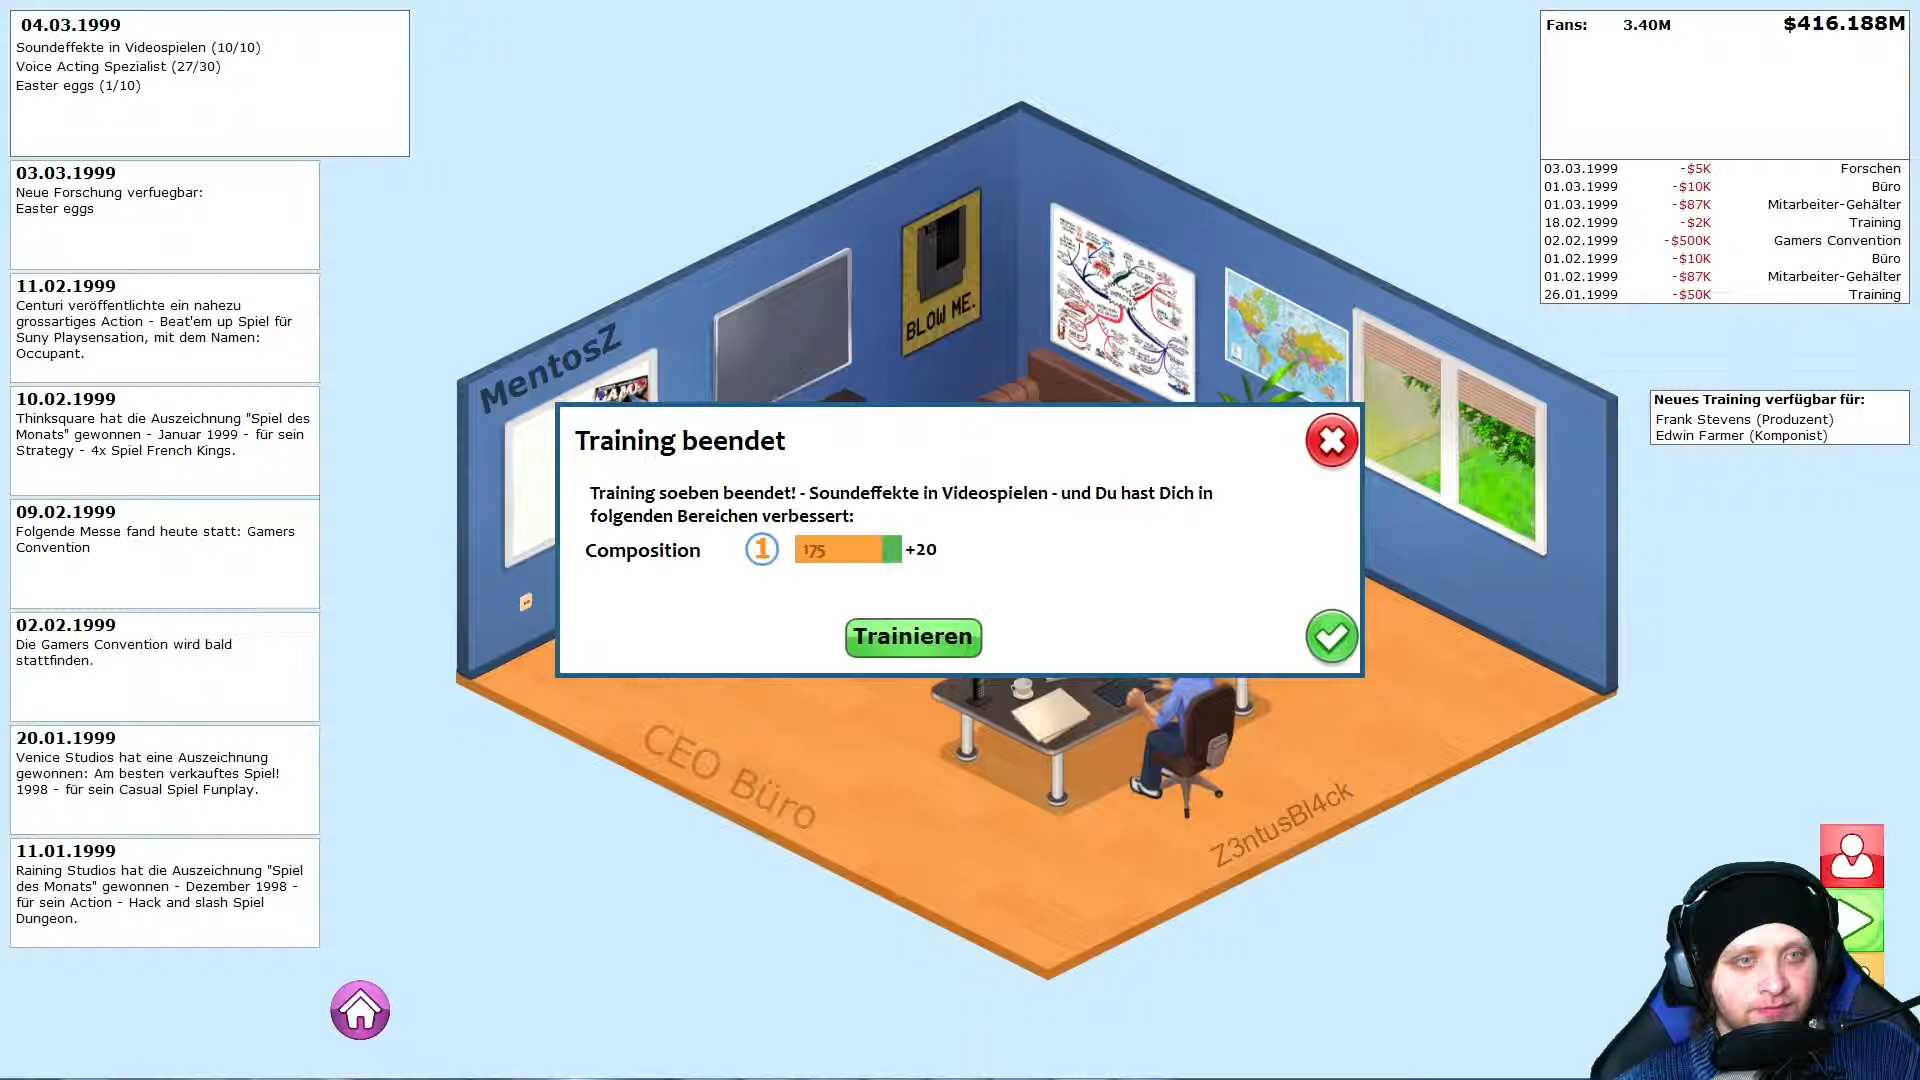 04.03.1999
Soundeffekte in Videospielen (10/10)
Voice Acting Spezialist (27/30)
Easter eggs (1/10)
03.03.1999
Neue Forschung verfuegbar:
Easter eggs
11.02.1999
Centuri veröffentlichte ein nahezu
grossartiges Action - Beat'em up Spiel für
Suny Playsensation, mit dem Namen:
Occupant.
10.02.1999
Thinksquare hat die Auszeichnung "Spiel des
Monats" gewonnen - Januar 1999 - für sein
Strategy - 4x Spiel French Kings.
09.02.1999
Folgende Messe fand heute statt: Gamers
Convention
02.02.1999
Die Gamers Convention wird bald
stattfinden.
20.01.1999
Venice Studios hat eine Auszeichnung
gewonnen: Am besten verkauftes Spiel!
1998 - für sein Casual Spiel Funplay.
11.01.1999
Raining Studios hat die Auszeichnung "Spiel
des Monats" gewonnen - Dezember 1998 -
für sein Action - Hack and slash Spiel
Dungeon.
MentosZ
BLOW ME.
Training beendet
Training soeben beendet! - Soundeffekte in Videospielen - und Du hast Dich in
folgenden Bereichen verbessert:
Composition 1 175 +20
Trainieren
CEO Büro
Z3ntusBl4ck
Fans: 3.40M $416.188M
03.03.1999 -$5K Forschen
01.03.1999 -$10K Büro
01.03.1999 -$87K Mitarbeiter-Gehälter
18.02.1999 -$2K Training
02.02.1999 -$500K Gamers Convention
01.02.1999 -$10K Büro
01.02.1999 -$87K Mitarbeiter-Gehälter
26.01.1999 -$50K Training
Neues Training verfügbar für:
Frank Stevens (Produzent)
Edwin Farmer (Komponist)